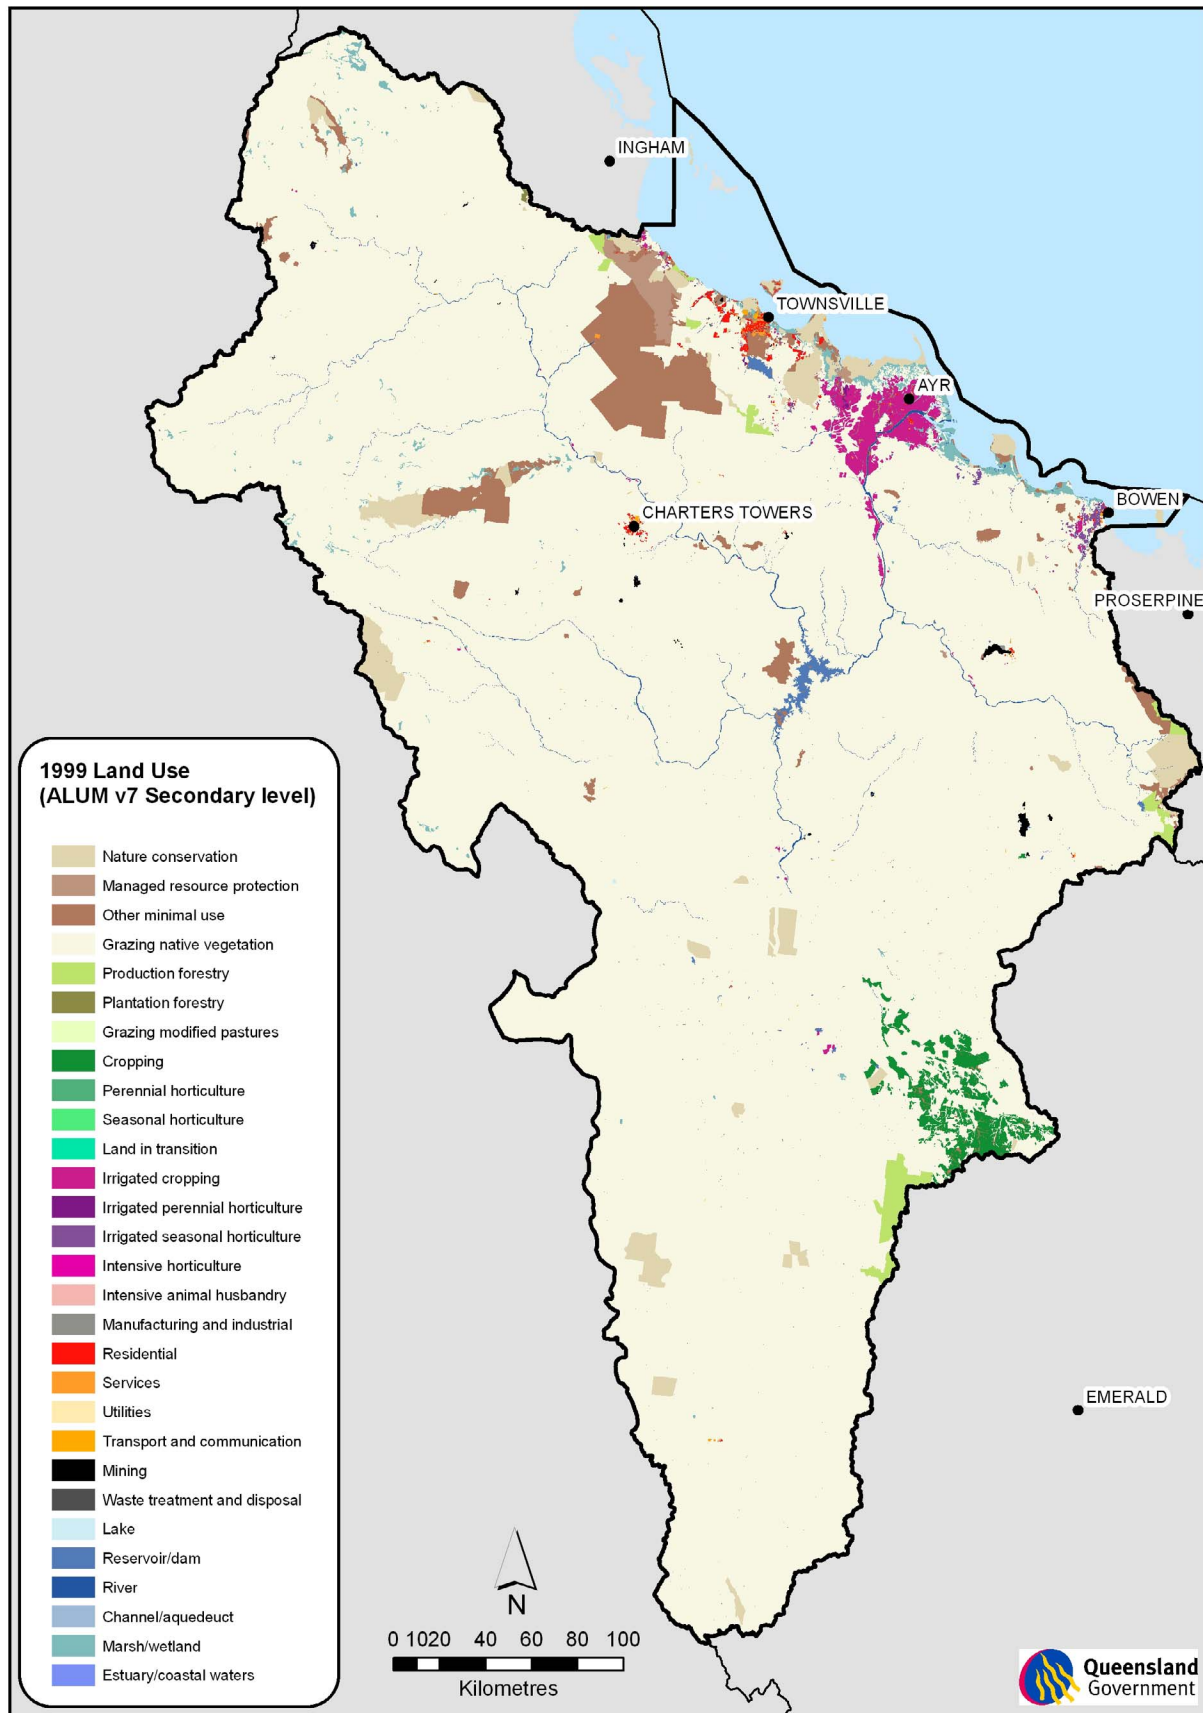 INGHAM
TOWNSVILLE
AYR
BOWEN
CHARTERS TOWERS
PROSERPINE
1999 Land Use
(ALUM v7 Secondary level)
Nature conservation
Managed resource protection
Other minimal use
Grazing native vegetation
Production forestry
Plantation forestry
Grazing modified pastures
Cropping
Perennial horticulture
Seasonal horticulture
Land in transition
Irrigated cropping
Irrigated perennial horticulture
Irrigated seasonal horticulture
Intensive horticulture
Intensive animal husbandry
Manufacturing and industrial
Residential
Services
Utilities
Transport and communication
Mining
Waste treatment and disposal
Lake
Reservoir/dam
River
Channel/aquedeuct
Marsh/wetland
Estuary/coastal waters
EMERALD
N
0 1020 40 60 80 100
Kilometres
Queensland
Government